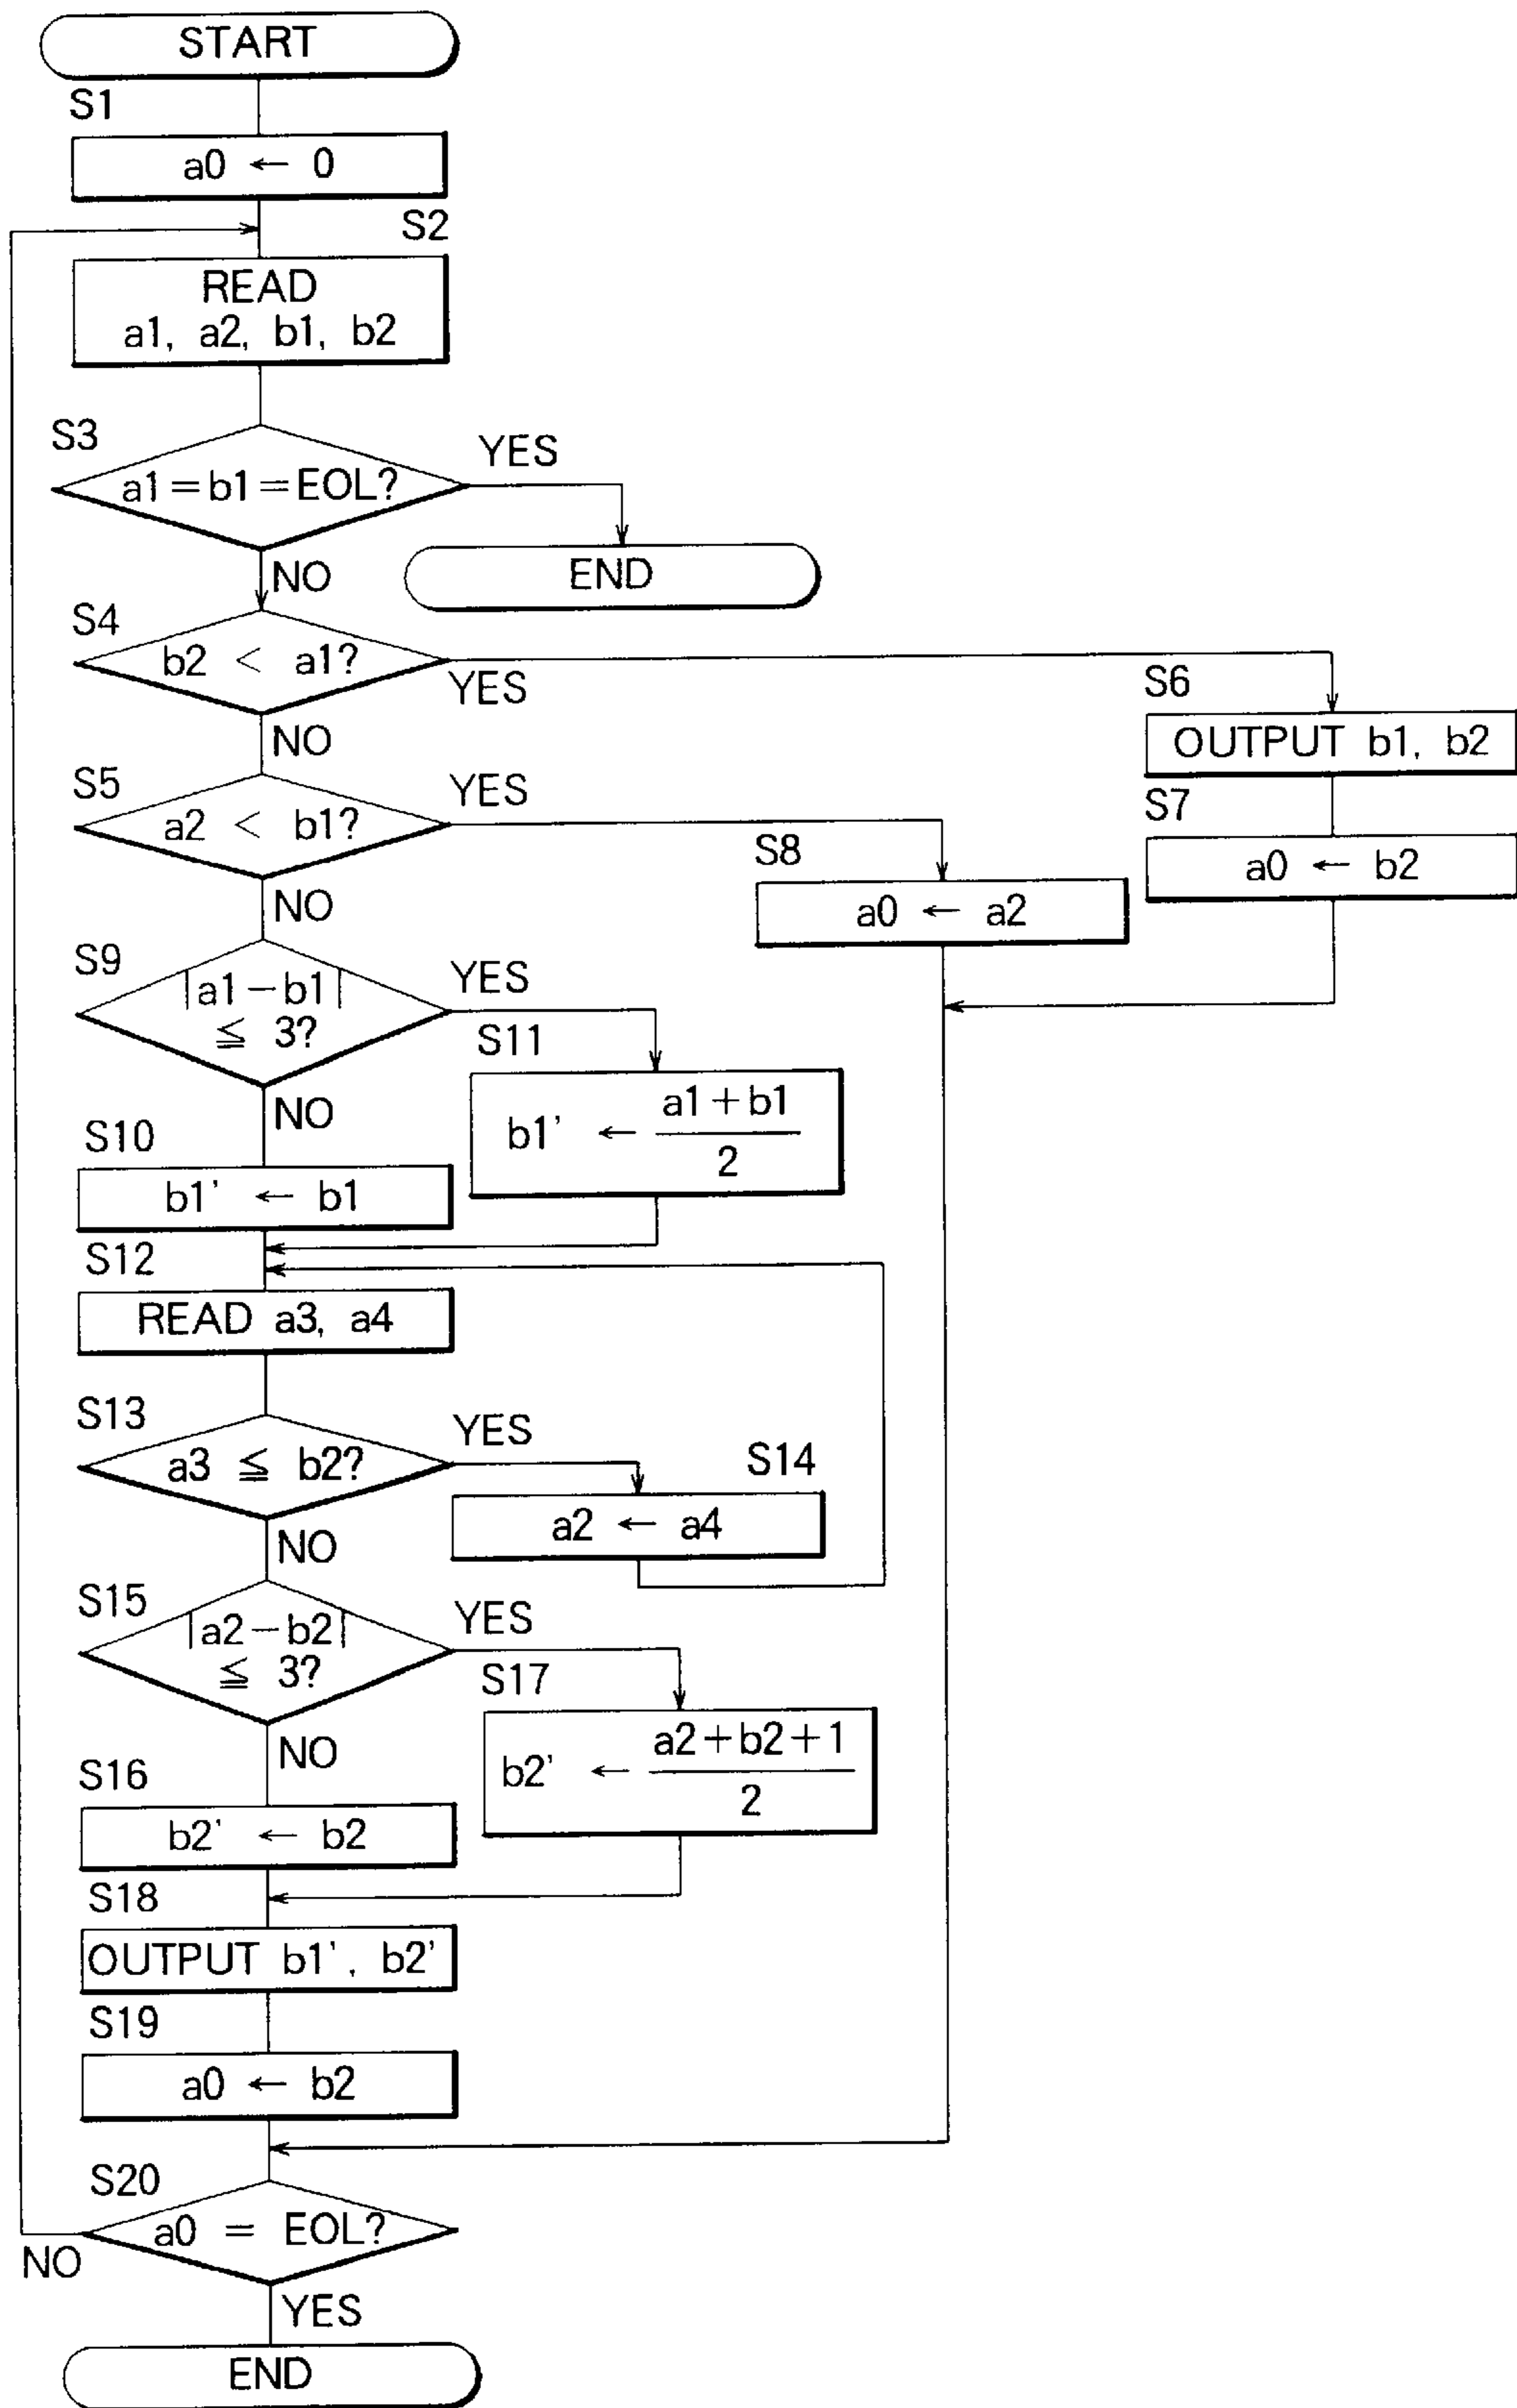 START
S1
a0 ← 0
S2
READ
a1, a2, b1, b2
S3
a1=b1=EOL?
YES
END
NO
S4
b2 < a1?
YES
S6
OUTPUT b1, b2
NO
S7
a0 ← b2
S5
a2 < b1?
YES
S8
a0 ← a2
NO
S9
|a1-b1|
≦ 3?
YES
S11
b1' ← a1+b1
2
NO
S10
b1' ← b1
S12
READ a3, a4
S13
a3 ≦ b2?
YES
S14
a2 ← a4
NO
S15
|a2-b2|
≦ 3?
YES
S17
b2' ← a2+b2+1
2
NO
S16
b2' ← b2
S18
OUTPUT b1', b2'
S19
a0 ← b2
S20
a0 = EOL?
NO
YES
END